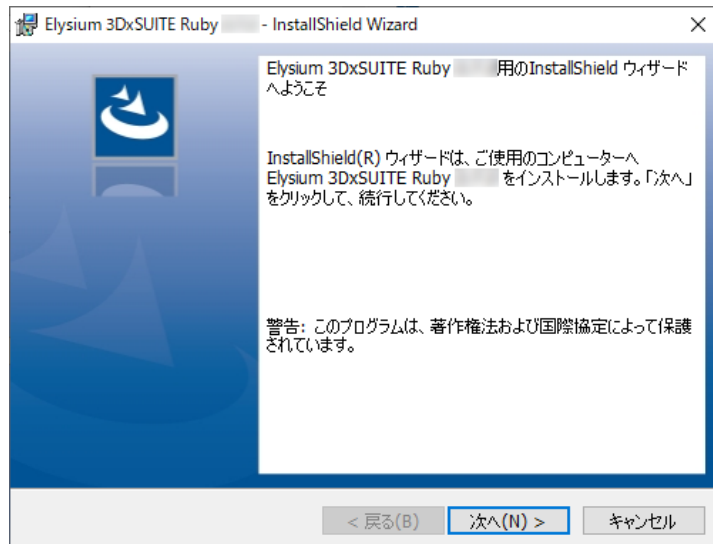 Elysium 3DxSUITE Ruby - InstallShield Wizard
Elysium 3DxSUITE Ruby 用のInstallShield ウィザード
へようこそ
InstallShield(R) ウィザードは、ご使用のコンピューターへ
Elysium 3DxSUITE Ruby をインストールします。「次へ」
をクリックして、続行してください。
警告: このプログラムは、著作権法および国際協定によって保護
されています。
< 戻る(B) 次へ(N) > キャンセル